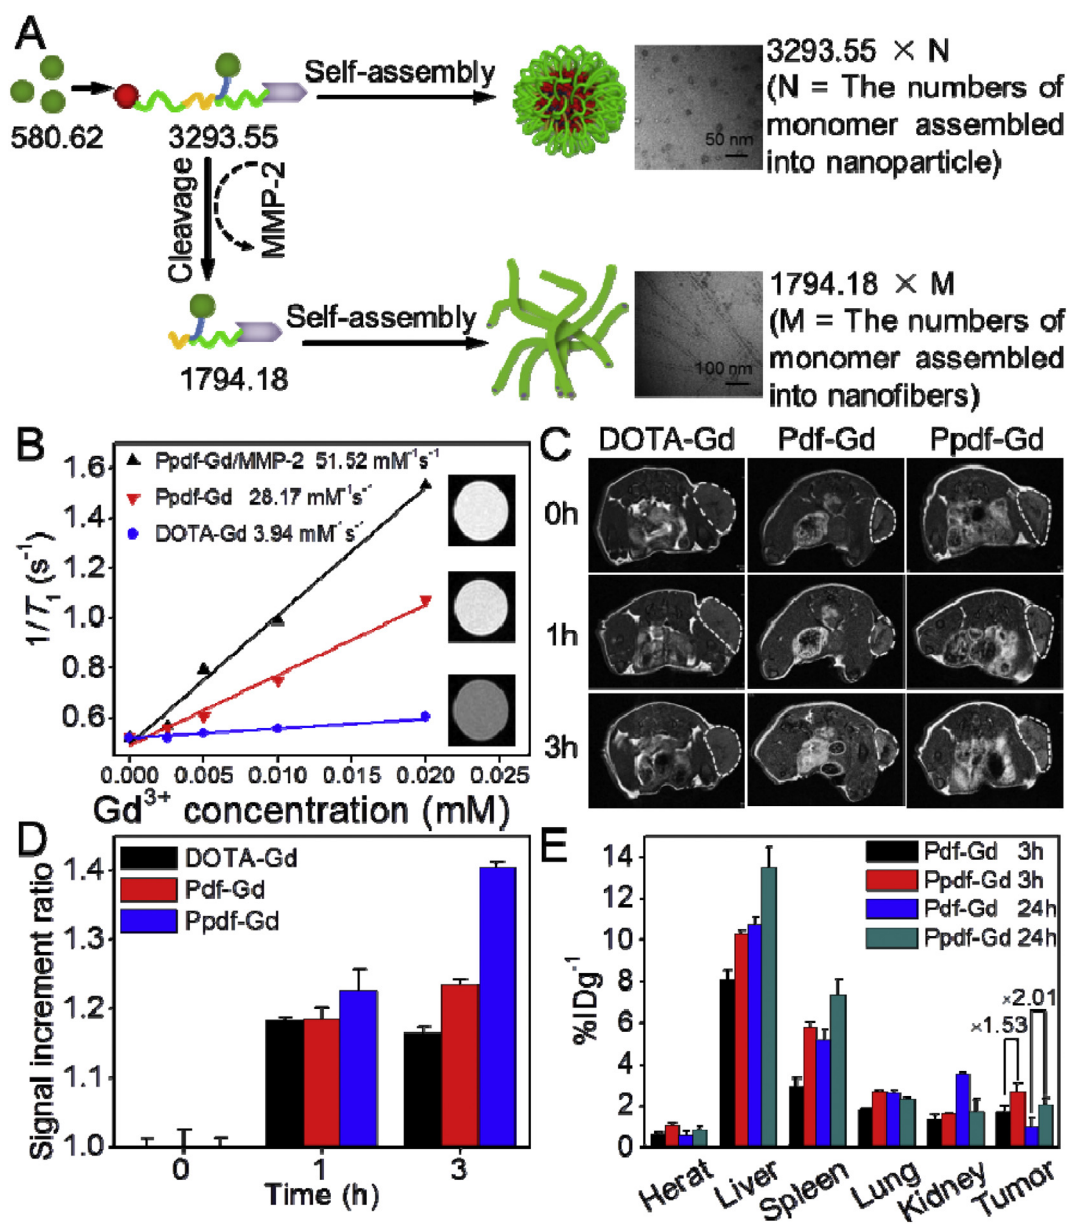 A
580.62
3293.55
Self-assembly
50 nm
3293.55 × N
(N = The numbers of
monomer assembled
into nanoparticle)
Cleavage
MMP-2
1794.18
Self-assembly
100 nm
1794.18 × M
(M = The numbers of
monomer assembled
into nanofibers)
B
1/T1 (s-1)
1.6
1.4
1.2
1.0
0.8
0.6
Ppdf-Gd/MMP-2 51.52 mM-1s-1
Ppdf-Gd 28.17 mM-1s-1
DOTA-Gd 3.94 mM-1s-1
0.000 0.005 0.010 0.015 0.020 0.025
Gd3+ concentration (mM)
C
DOTA-Gd Pdf-Gd Ppdf-Gd
0h
1h
3h
D
Signal increment ratio
1.4
1.3
1.2
1.1
1.0
DOTA-Gd
Pdf-Gd
Ppdf-Gd
0 1 3
Time (h)
E
%IDg-1
14
12
10
8
6
4
2
0
Pdf-Gd 3h
Ppdf-Gd 3h
Pdf-Gd 24h
Ppdf-Gd 24h
×2.01
×1.53
Herat Liver Spleen Lung Kidney Tumor